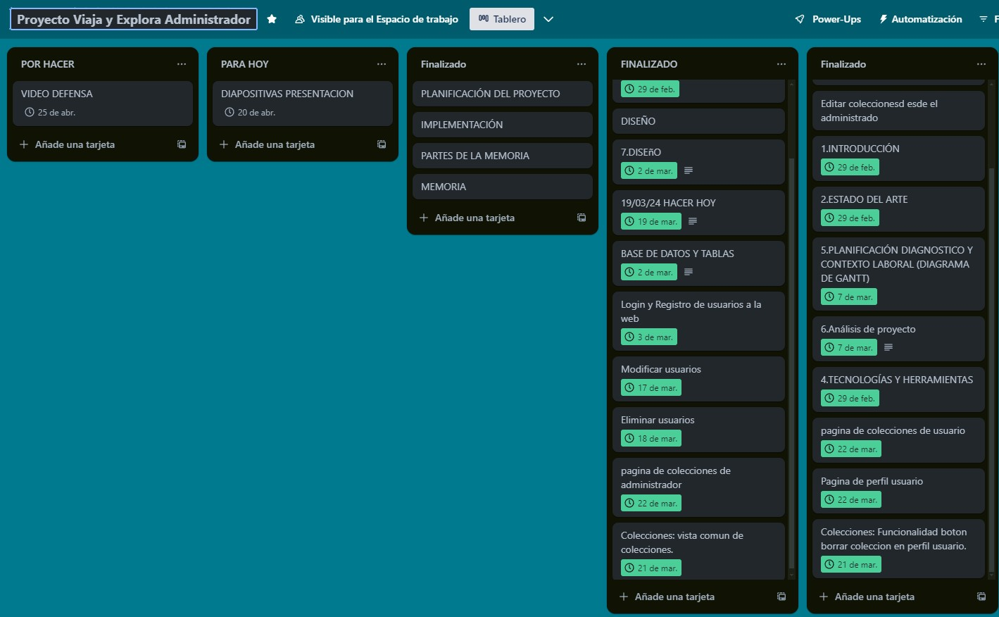 Proyecto Viaja y Explora Administrador
Visible para el Espacio de trabajo
Tablero
Power-Ups
Automatización
F
POR HACER
VIDEO DEFENSA
25 de abr.
Añade una tarjeta
PARA HOY
DIAPOSITIVAS PRESENTACION
20 de abr.
Añade una tarjeta
Finalizado
PLANIFICACIÓN DEL PROYECTO
IMPLEMENTACIÓN
PARTES DE LA MEMORIA
MEMORIA
Añade una tarjeta
FINALIZADO
29 de feb.
DISEÑO
7.DISEñO
2 de mar.
19/03/24 HACER HOY
19 de mar.
BASE DE DATOS Y TABLAS
2 de mar.
Login y Registro de usuarios a la
web
3 de mar.
Modificar usuarios
17 de mar.
Eliminar usuarios
18 de mar.
pagina de colecciones de
administrador
22 de mar.
Colecciones: vista comun de
colecciones.
21 de mar.
Añade una tarjeta
Finalizado
Editar coleccionesd esde el
administrado
1.INTRODUCCIÓN
29 de feb.
2.ESTADO DEL ARTE
29 de feb.
5.PLANIFICACIÓN DIAGNOSTICO Y
CONTEXTO LABORAL (DIAGRAMA
DE GANTT)
7 de mar.
6.Análisis de proyecto
7 de mar.
4.TECNOLOGÍAS Y HERRAMIENTAS
29 de feb.
pagina de colecciones de usuario
22 de mar.
Pagina de perfil usuario
22 de mar.
Colecciones: Funcionalidad boton
borrar coleccion en perfil usuario.
21 de mar.
Añade una tarjeta